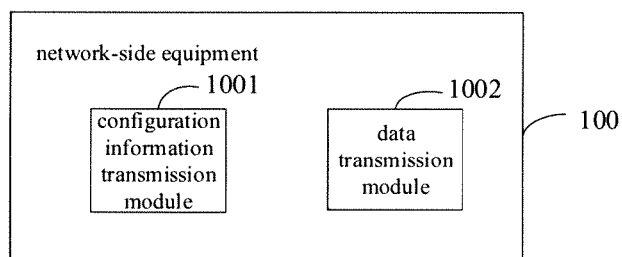 network-side equipment
1001
1002
configuration
information
transmission
module
data
transmission
module
100